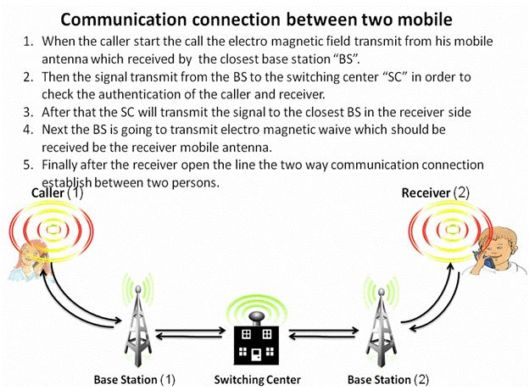 Communication connection between two mobile
1. When the caller start the call the electro magnetic field transmit from his mobile
antenna which received by the closest base station “BS”.
2. Then the signal transmit from the BS to the switching center “SC” in order to
check the authentication of the caller and receiver.
3. After that the SC will transmit the signal to the closest BS in the receiver side
4. Next the BS is going to transmit electro magnetic waive which should be
received be the receiver mobile antenna.
5. Finally after the receiver open the line the two way communication connection
establish between two persons.
Caller (1)
Receiver (2)
Base Station (1)
Switching Center
Base Station (2)